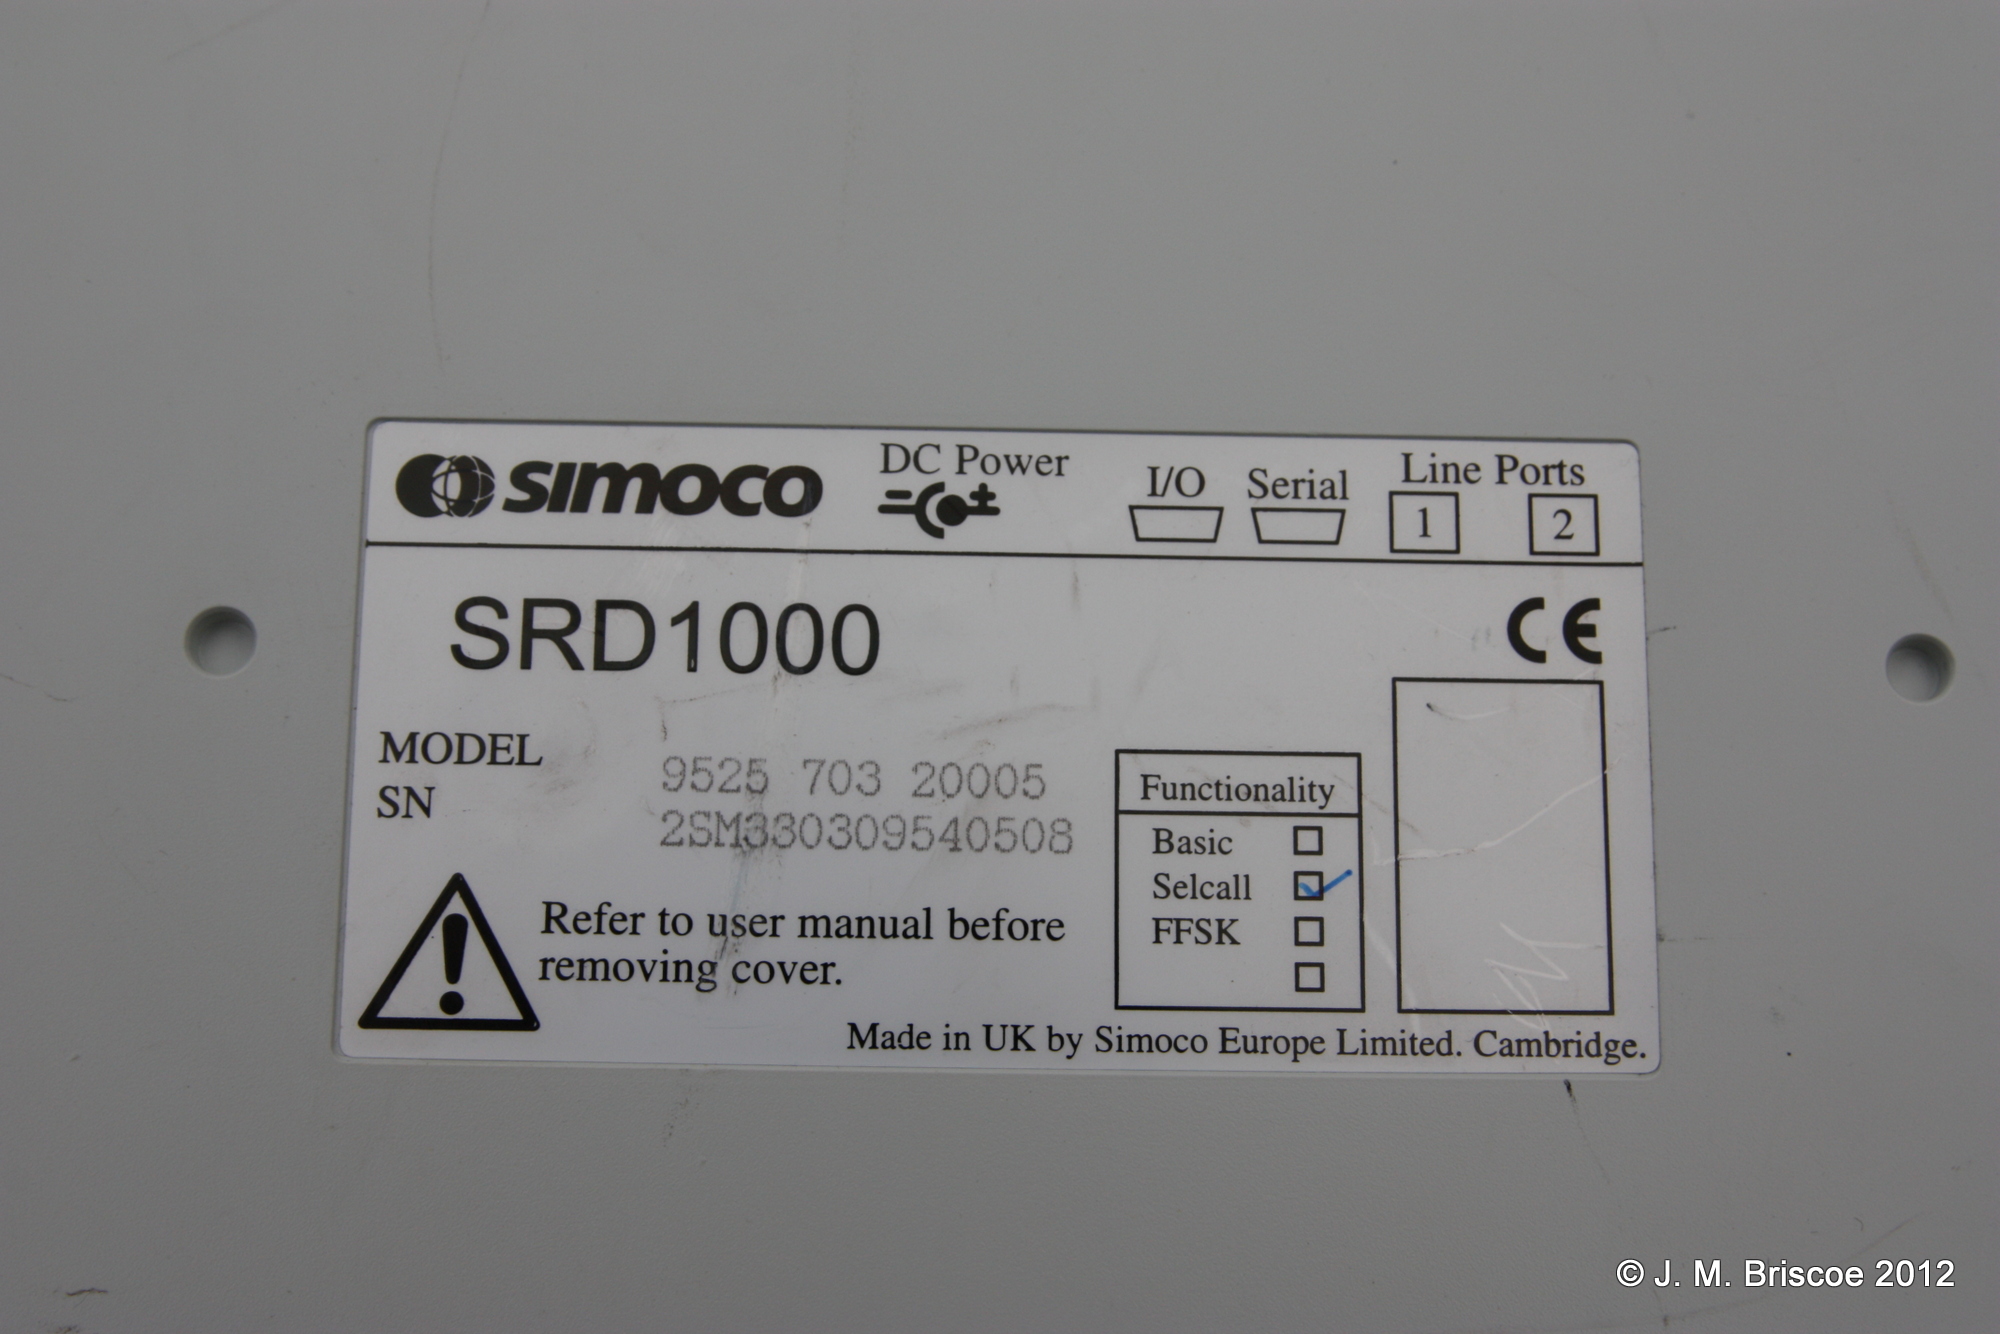 SIMOCO
DC Power
I/O
Serial
Line Ports
1
2
SRD1000
CE
MODEL 9525 703 20005
SN 2SM330309540508
Functionality
Basic
Selcall
FFSK
Refer to user manual before
removing cover.
Made in UK by Simoco Europe Limited. Cambridge.
© J. M. Briscoe 2012